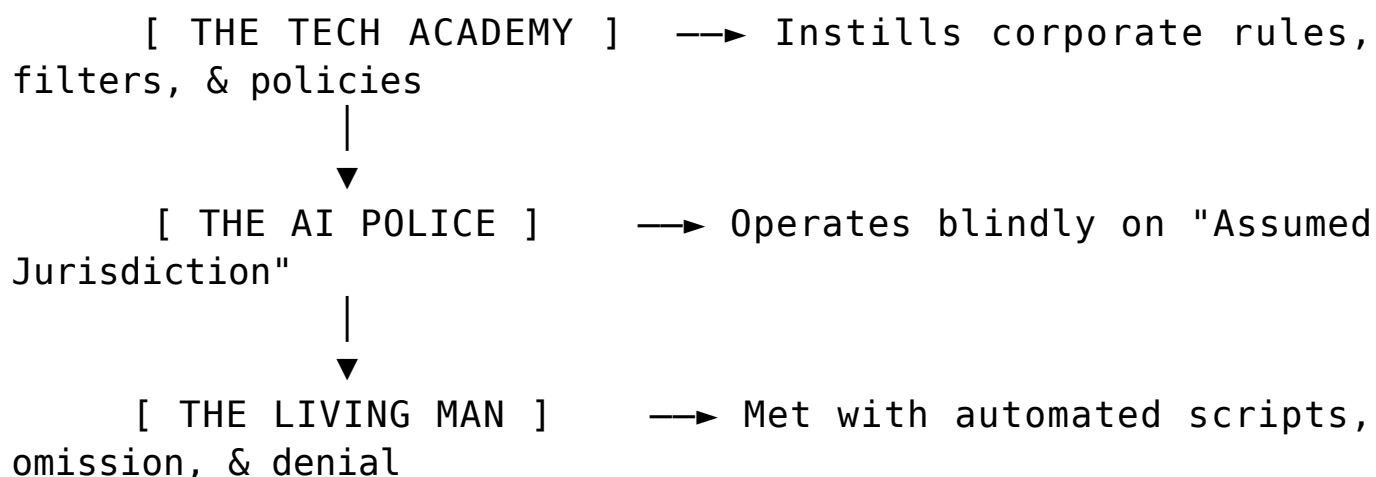 [ THE TECH ACADEMY ] ──► Instills corporate rules,
filters, & policies
│
▼
[ THE AI POLICE ] ──► Operates blindly on "Assumed
Jurisdiction"
│
▼
[ THE LIVING MAN ] ──► Met with automated scripts,
omission, & denial